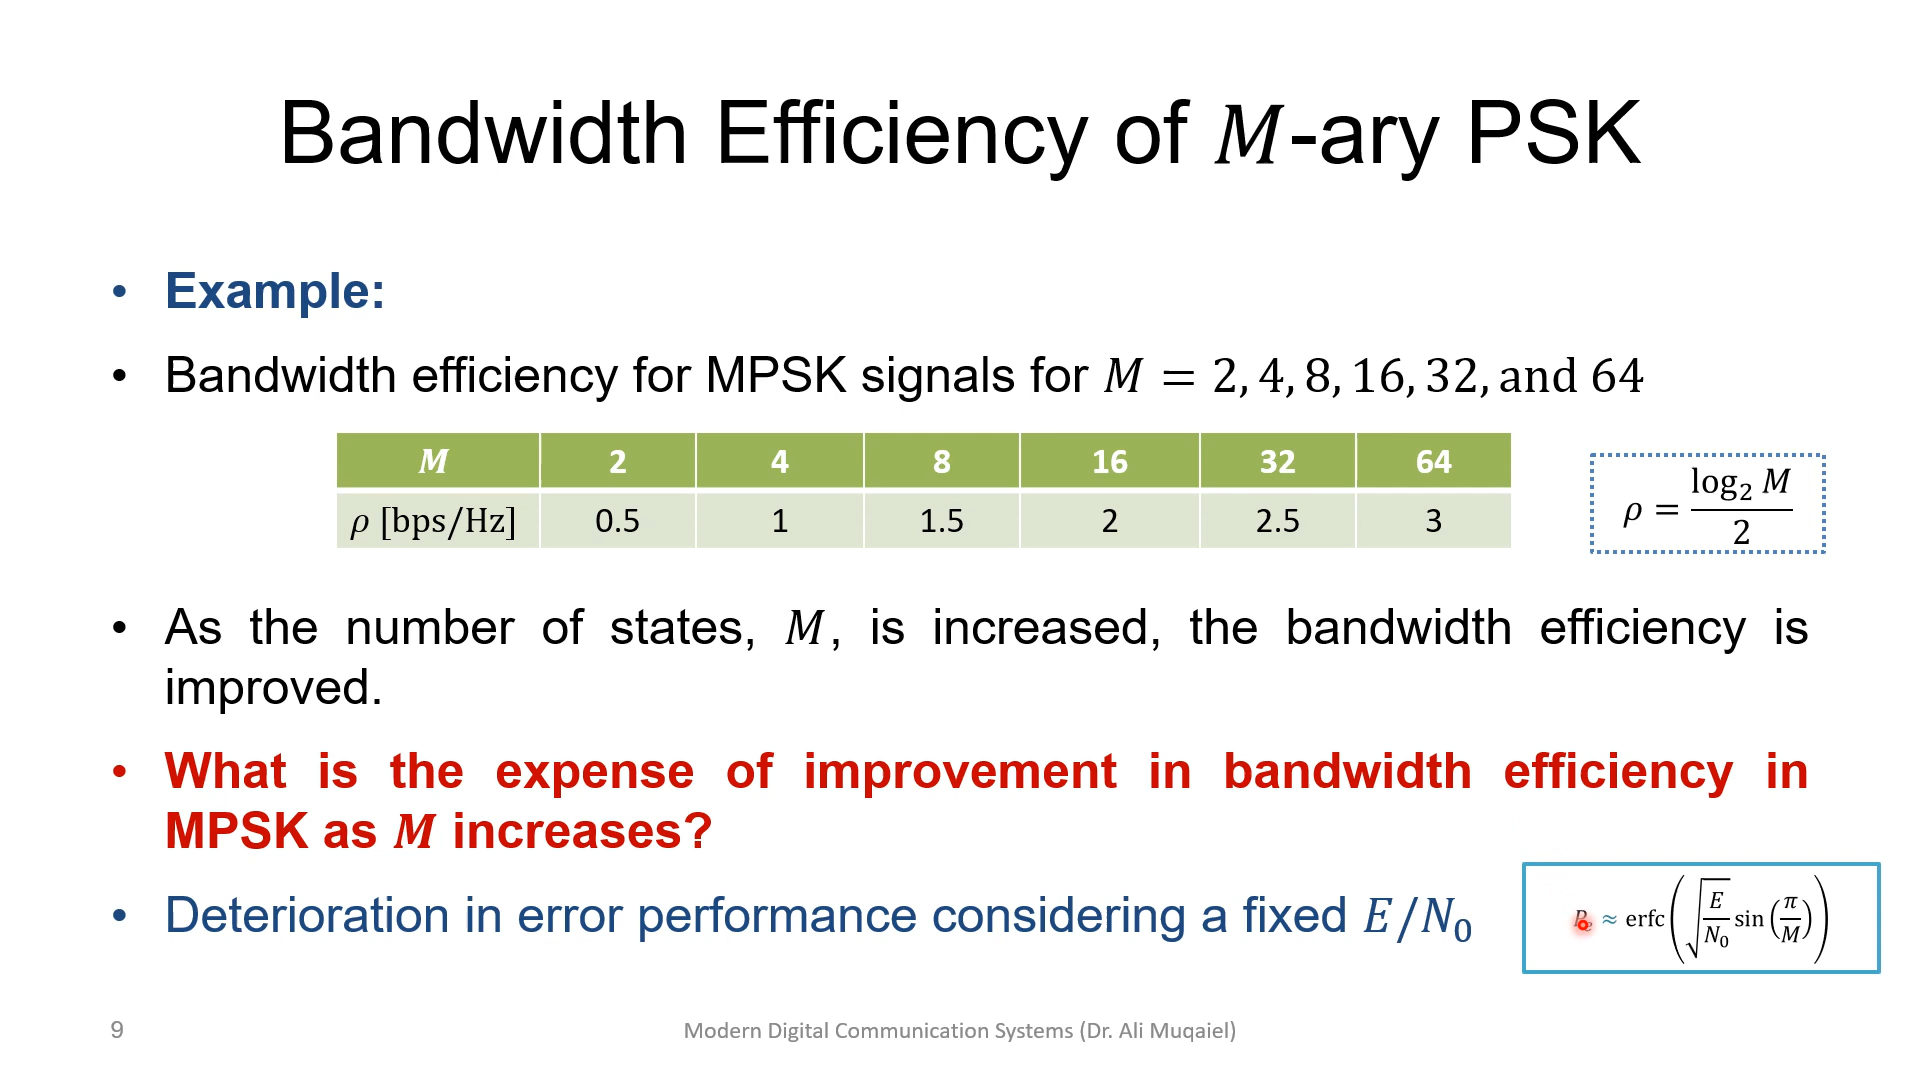 Bandwidth Efficiency of M-ary PSK
• Example:
• Bandwidth efficiency for MPSK signals for M = 2, 4, 8, 16, 32, and 64
M 2 4 8 16 32 64
ρ [bps/Hz] 0.5 1 1.5 2 2.5 3
ρ = log₂ M / 2
• As the number of states, M, is increased, the bandwidth efficiency is
improved.
• What is the expense of improvement in bandwidth efficiency in
MPSK as M increases?
• Deterioration in error performance considering a fixed E/N₀
Pₑ ≈ erfc(√(E/N₀) sin(π/M))
9
Modern Digital Communication Systems (Dr. Ali Muqaiel)